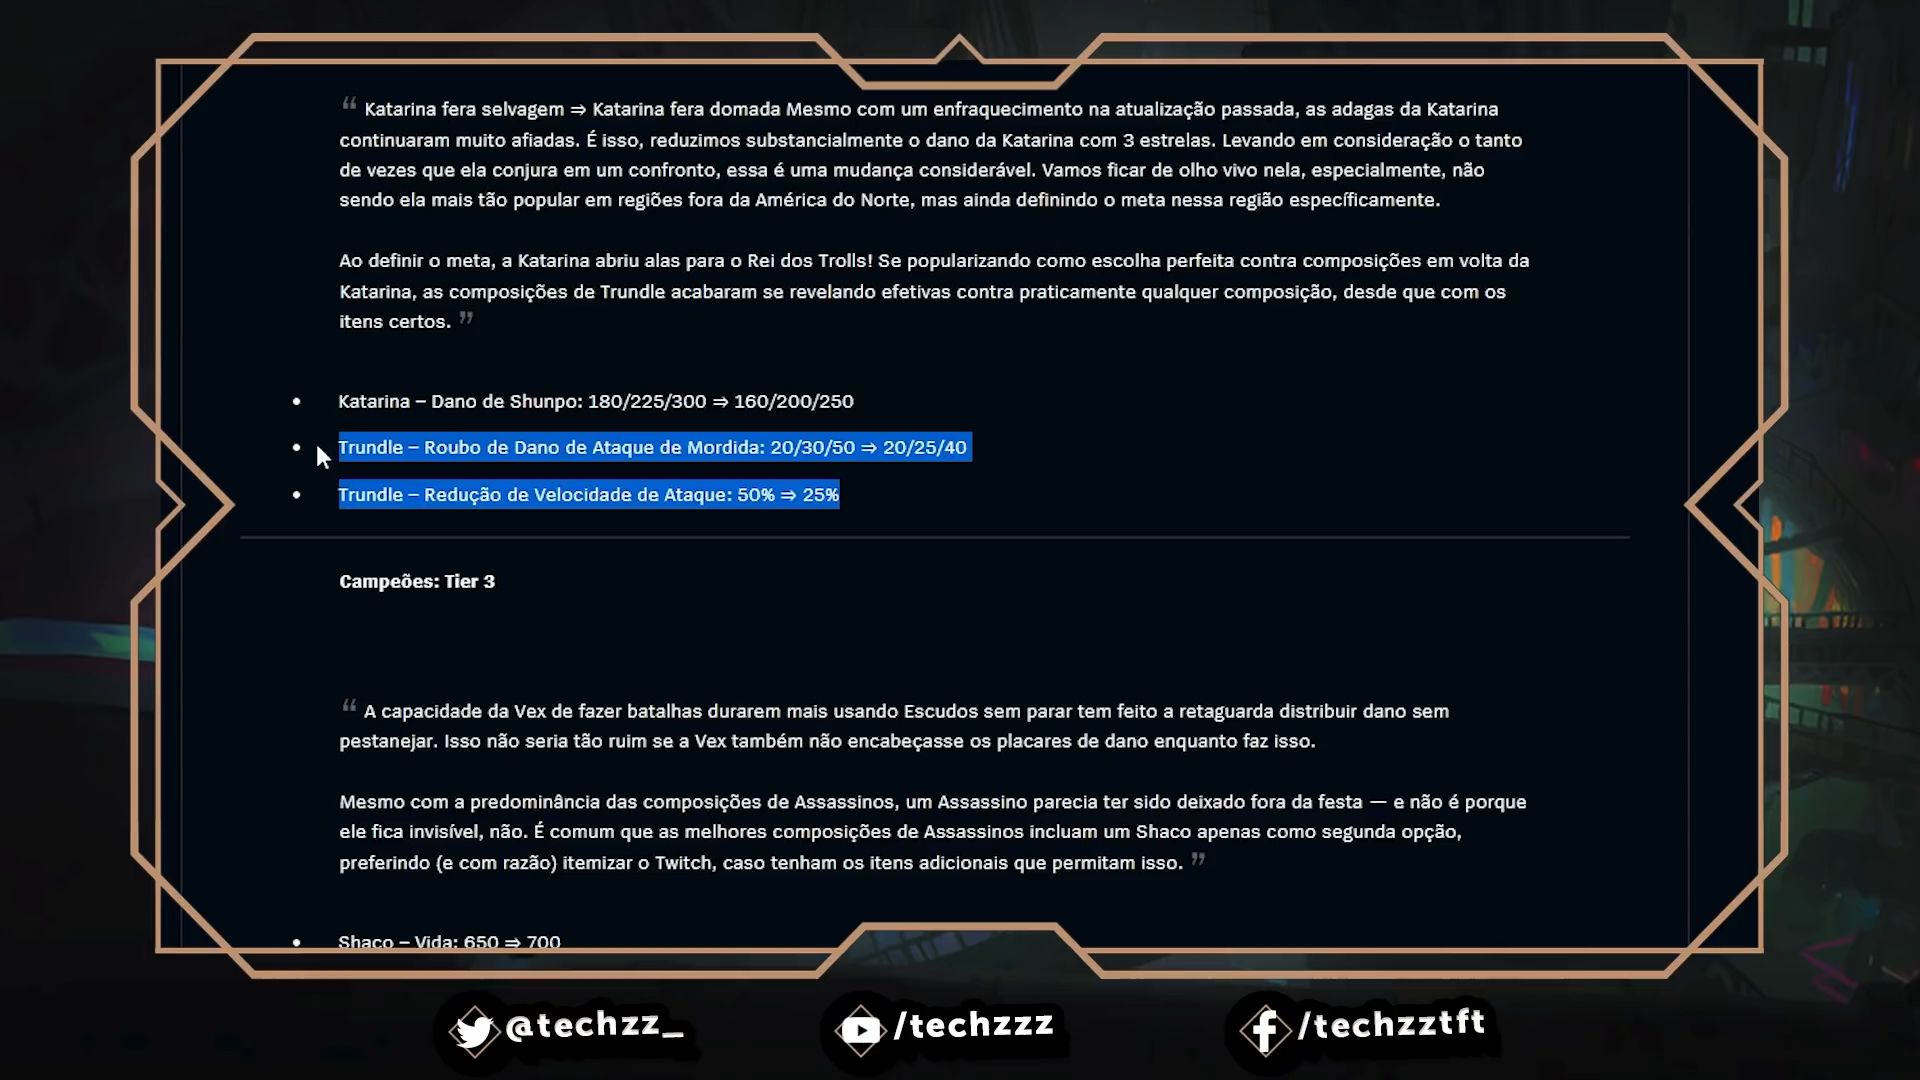 “ Katarina fera selvagem ⇒ Katarina fera domada Mesmo com um enfraquecimento na atualização passada, as adagas da Katarina
continuaram muito afiadas. É isso, reduzimos substancialmente o dano da Katarina com 3 estrelas. Levando em consideração o tanto
de vezes que ela conjura em um confronto, essa é uma mudança considerável. Vamos ficar de olho vivo nela, especialmente, não
sendo ela mais tão popular em regiões fora da América do Norte, mas ainda definindo o meta nessa região específicamente.
Ao definir o meta, a Katarina abriu alas para o Rei dos Trolls! Se popularizando como escolha perfeita contra composições em volta da
Katarina, as composições de Trundle acabaram se revelando efetivas contra praticamente qualquer composição, desde que com os
itens certos. ”
• Katarina – Dano de Shunpo: 180/225/300 ⇒ 160/200/250
• Trundle – Roubo de Dano de Ataque de Mordida: 20/30/50 ⇒ 20/25/40
• Trundle – Redução de Velocidade de Ataque: 50% ⇒ 25%
Campeões: Tier 3
“ A capacidade da Vex de fazer batalhas durarem mais usando Escudos sem parar tem feito a retaguarda distribuir dano sem
pestanejar. Isso não seria tão ruim se a Vex também não encabeçasse os placares de dano enquanto faz isso.
Mesmo com a predominância das composições de Assassinos, um Assassino parecia ter sido deixado fora da festa — e não é porque
ele fica invisível, não. É comum que as melhores composições de Assassinos incluam um Shaco apenas como segunda opção,
preferindo (e com razão) itemizar o Twitch, caso tenham os itens adicionais que permitam isso. ”
• Shaco – Vida: 650 ⇒ 700
@techzz_
/techzzz
/techzztft